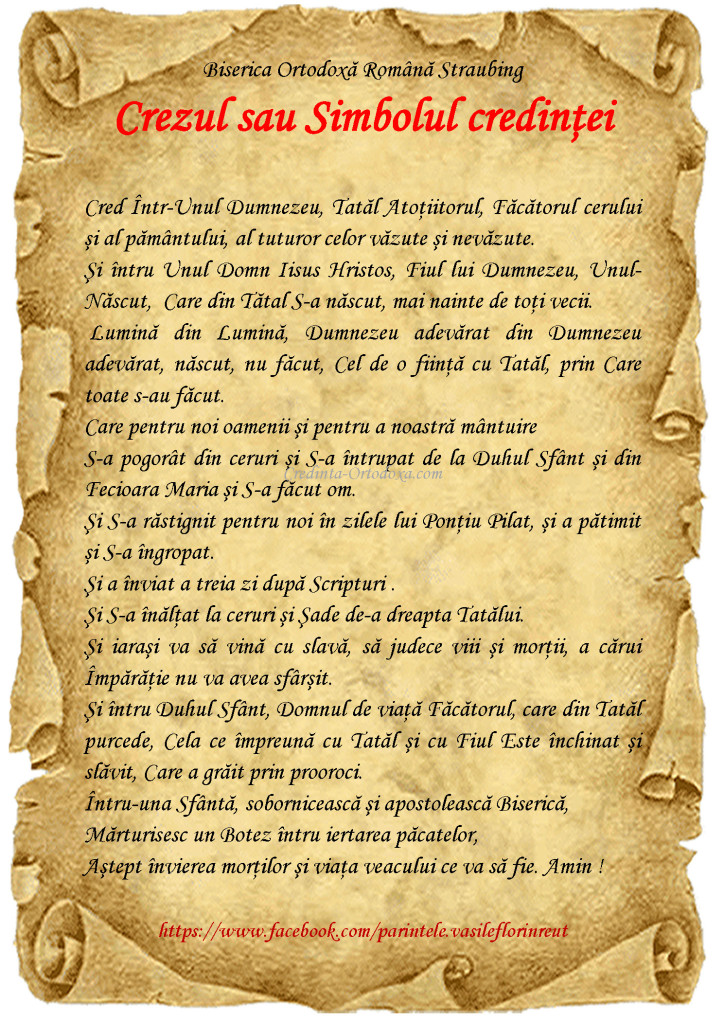 Biserica Ortodoxă Română Straubing
Crezul sau Simbolul credinţei
Cred Într-Unul Dumnezeu, Tatăl Atoţiitorul, Făcătorul cerului
şi al pământului, al tuturor celor văzute şi nevăzute.
Şi întru Unul Domn Iisus Hristos, Fiul lui Dumnezeu, Unul-
Născut, Care din Tătal S-a născut, mai nainte de toţi vecii.
Lumină din Lumină, Dumnezeu adevărat din Dumnezeu
adevărat, născut, nu făcut, Cel de o fiinţă cu Tatăl, prin Care
toate s-au făcut.
Care pentru noi oamenii şi pentru a noastră mântuire
S-a pogorât din ceruri şi S-a întrupat de la Duhul Sfânt şi din
Credinta-Ortodoxa.com
Fecioara Maria şi S-a făcut om.
Şi S-a răstignit pentru noi în zilele lui Ponţiu Pilat, şi a pătimit
şi S-a îngropat.
Şi a înviat a treia zi după Scripturi .
Şi S-a înălţat la ceruri şi Şade de-a dreapta Tatălui.
Şi iaraşi va să vină cu slavă, să judece viii şi morţii, a cărui
Împărăţie nu va avea sfârşit.
Şi întru Duhul Sfânt, Domnul de viaţă Făcătorul, care din Tatăl
purcede, Cela ce împreună cu Tatăl şi cu Fiul Este închinat şi
slăvit, Care a grăit prin prooroci.
Întru-una Sfântă, sobornicească şi apostolească Biserică,
Mărturisesc un Botez întru iertarea păcatelor,
Aştept învierea morţilor şi viaţa veacului ce va să fie. Amin !
https://www.facebook.com/parintele.vasileflorinreut